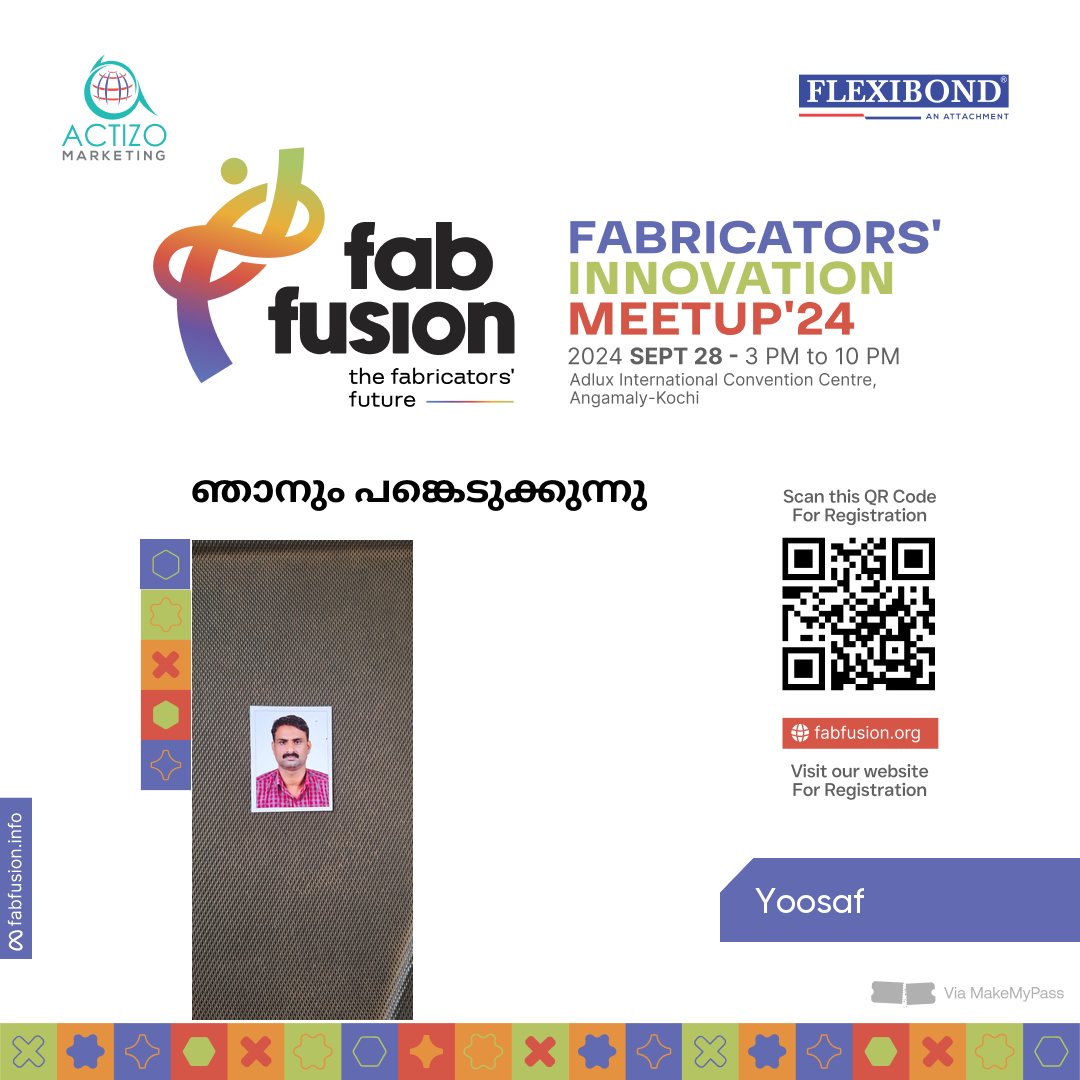 ACTIZO
MARKETING
FLEXIBOND®
AN ATTACHMENT
fab
fusion
the fabricators'
future
FABRICATORS'
INNOVATION
MEETUP'24
2024 SEPT 28 - 3 PM to 10 PM
Adlux International Convention Centre,
Angamaly-Kochi
ഞാനും പങ്കെടുക്കുന്നു
Scan this QR Code
For Registration
fabfusion.org
Visit our website
For Registration
fabfusion.info
Yoosaf
Via MakeMyPass